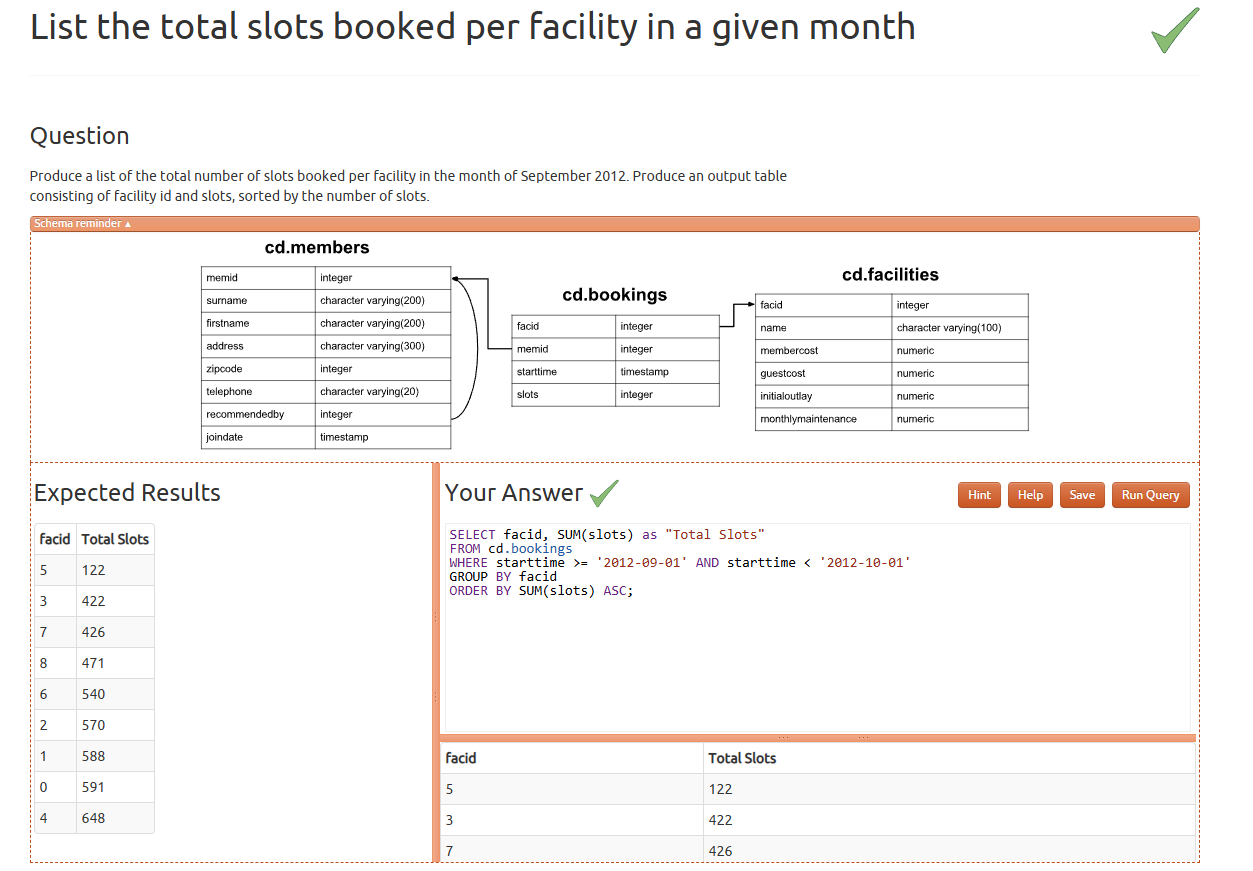 List the total slots booked per facility in a given month
Question
Produce a list of the total number of slots booked per facility in the month of September 2012. Produce an output table
consisting of facility id and slots, sorted by the number of slots.
Schema reminder ▲
cd.members
memid integer
surname character varying(200)
firstname character varying(200)
address character varying(300)
zipcode integer
telephone character varying(20)
recommendedby integer
joindate timestamp
cd.bookings
facid integer
memid integer
starttime timestamp
slots integer
cd.facilities
facid integer
name character varying(100)
membercost numeric
guestcost numeric
initialoutlay numeric
monthlymaintenance numeric
Expected Results
facid Total Slots
5 122
3 422
7 426
8 471
6 540
2 570
1 588
0 591
4 648
Your Answer
Hint Help Save Run Query
SELECT facid, SUM(slots) as "Total Slots"
FROM cd.bookings
WHERE starttime >= '2012-09-01' AND starttime < '2012-10-01'
GROUP BY facid
ORDER BY SUM(slots) ASC;
facid Total Slots
5 122
3 422
7 426